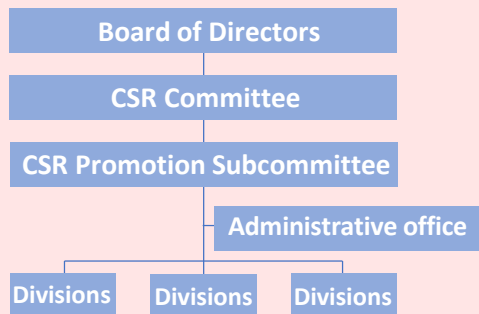 Board of Directors
CSR Committee
CSR Promotion Subcommittee
Administrative office
Divisions
Divisions
Divisions